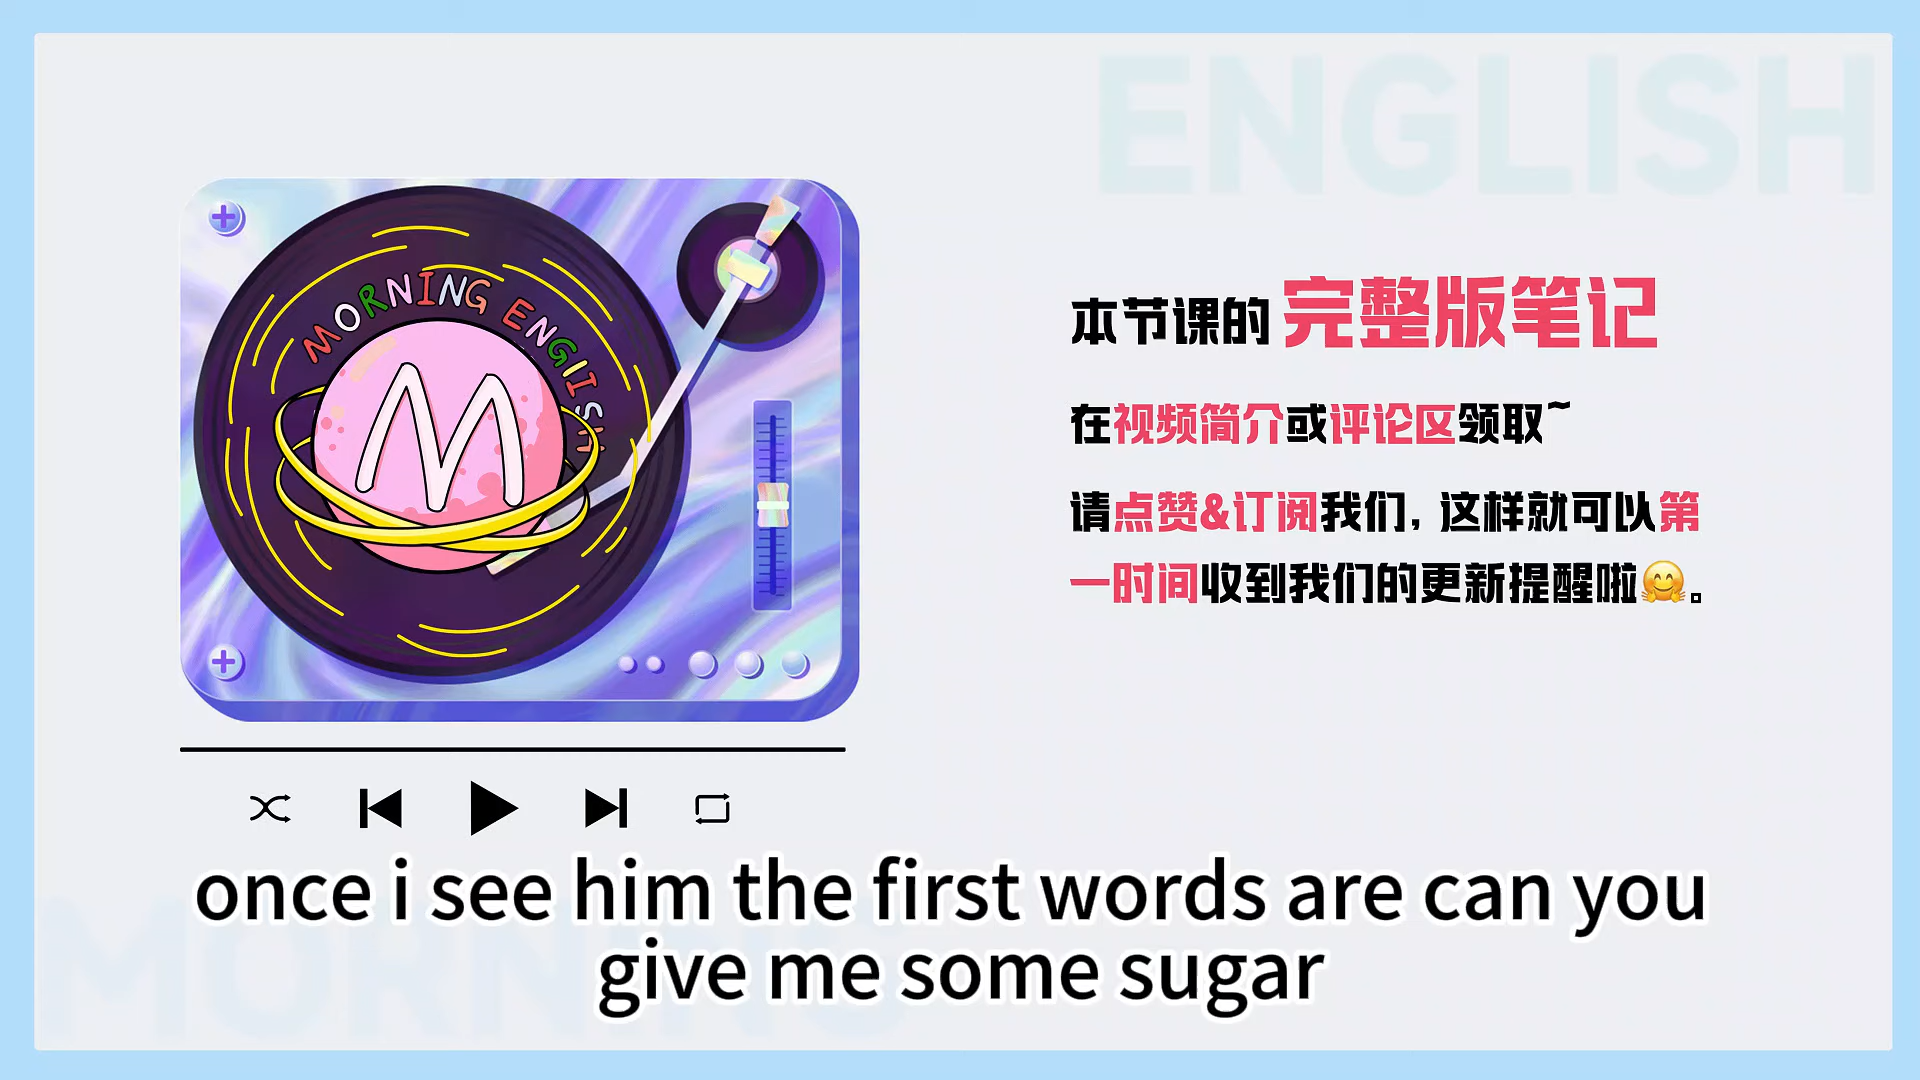 ENGLISH
MORNING ENGLISH
M
本节课的 完整版笔记
在视频简介或评论区领取~
请点赞&订阅我们，这样就可以第
一时间收到我们的更新提醒啦🤗。
MORNING
once i see him the first words are can you
give me some sugar